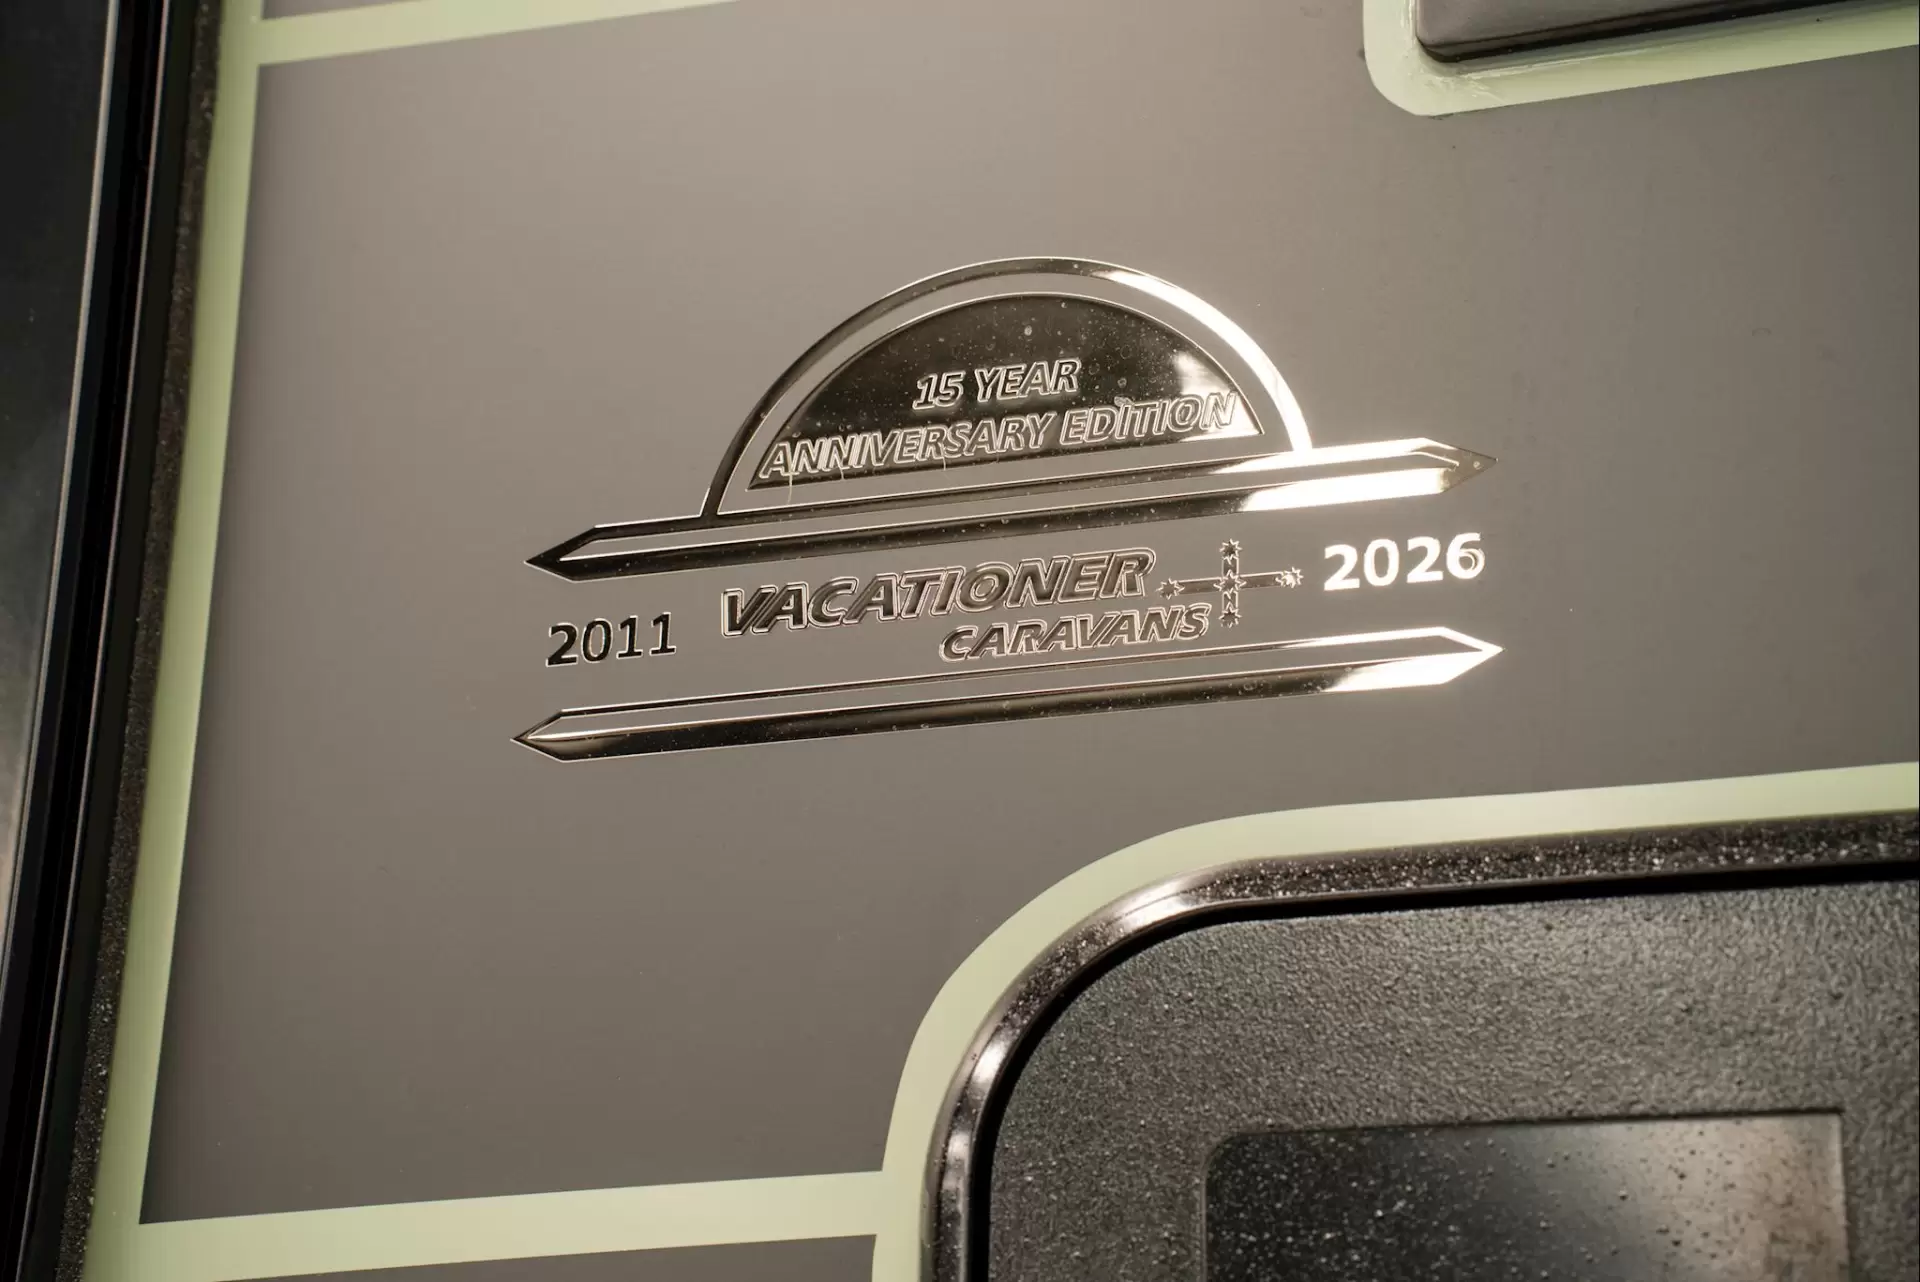 15 YEAR
ANNIVERSARY EDITION
2011
VACATIONER
CARAVANS
2026